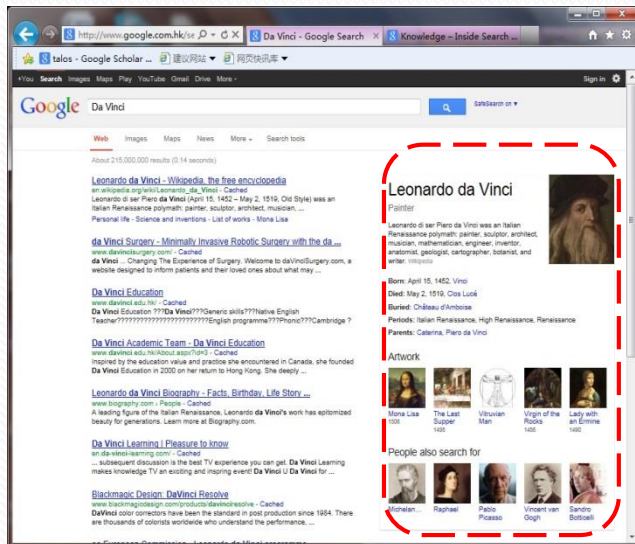 http://www.google.com.hk/se
Da Vinci - Google Search
Knowledge – Inside Search ...
talos - Google Scholar ...
建议网站
网页快讯库
+You Search Images Maps Play YouTube Gmail Drive More
Sign in
Google
Da Vinci
SafeSearch on
Web Images Maps News More Search tools
About 215,000,000 results (0.14 seconds)
Leonardo da Vinci - Wikipedia, the free encyclopedia
en.wikipedia.org/wiki/Leonardo_da_Vinci - Cached
Leonardo di ser Piero da Vinci (April 15, 1452 – May 2, 1519, Old Style) was an
Italian Renaissance polymath: painter, sculptor, architect, musician, ...
Personal life - Science and inventions - List of works - Mona Lisa
da Vinci Surgery - Minimally Invasive Robotic Surgery with the da ...
www.davincisurgery.com/ - Cached
da Vinci ... Changing The Experience of Surgery. Welcome to daVinciSurgery.com, a
website designed to inform patients and their loved ones about what may ...
Da Vinci Education
www.davinci.edu.hk/ - Cached
Da Vinci Education ???Da Vinci???Generic skills???Native English
Teacher????????????????????????English programme???Phonic???Cambridge ?
Da Vinci Academic Team - Da Vinci Education
www.davinci.edu.hk/About.aspx?id=3 - Cached
Inspired by the education value and practice she encountered in Canada, she founded
Da Vinci Education in 2000 on her return to Hong Kong. She deeply ...
Leonardo da Vinci Biography - Facts, Birthday, Life Story ...
www.biography.com › People - Cached
A leading figure of the Italian Renaissance, Leonardo da Vinci's work has epitomized
beauty for generations. Learn more at Biography.com.
Da Vinci Learning | Pleasure to know
en.da-vinci-learning.com/ - Cached
... subsequent discussion is the best TV experience you can get. Da Vinci Learning
makes knowledge TV an exciting and inspiring event! Da Vinci U Da Vinci for ...
Blackmagic Design: DaVinci Resolve
www.blackmagicdesign.com/products/davinciresolve - Cached
DaVinci color correctors have been the standard in post production since 1984. There
are thousands of colorists worldwide who understand the performance, ...
Leonardo da Vinci
Painter
Leonardo di ser Piero da Vinci was an Italian
Renaissance polymath: painter, sculptor, architect,
musician, mathematician, engineer, inventor,
anatomist, geologist, cartographer, botanist, and
writer. Wikipedia
Born: April 15, 1452, Vinci
Died: May 2, 1519, Clos Lucé
Buried: Château d'Amboise
Periods: Italian Renaissance, High Renaissance, Renaissance
Parents: Caterina, Piero da Vinci
Artwork
Mona Lisa The Last Vitruvian Virgin of the Lady with
1506 Supper Man Rocks an Ermine
1498 1486 1490
People also search for
Michelan... Raphael Pablo Vincent van Sandro
Picasso Gogh Botticelli